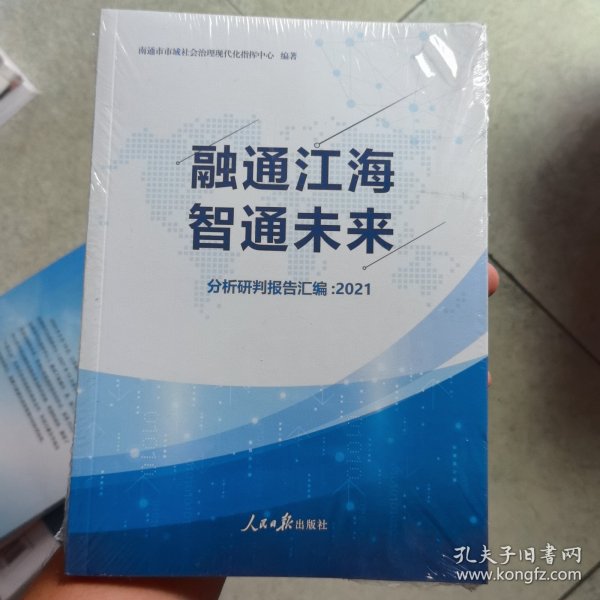 南通市市域社会治理现代化指挥中心 编著
融通江海
智通未来
分析研判报告汇编:2021
人民日报出版社
孔夫子旧书网
www.kongfz.com